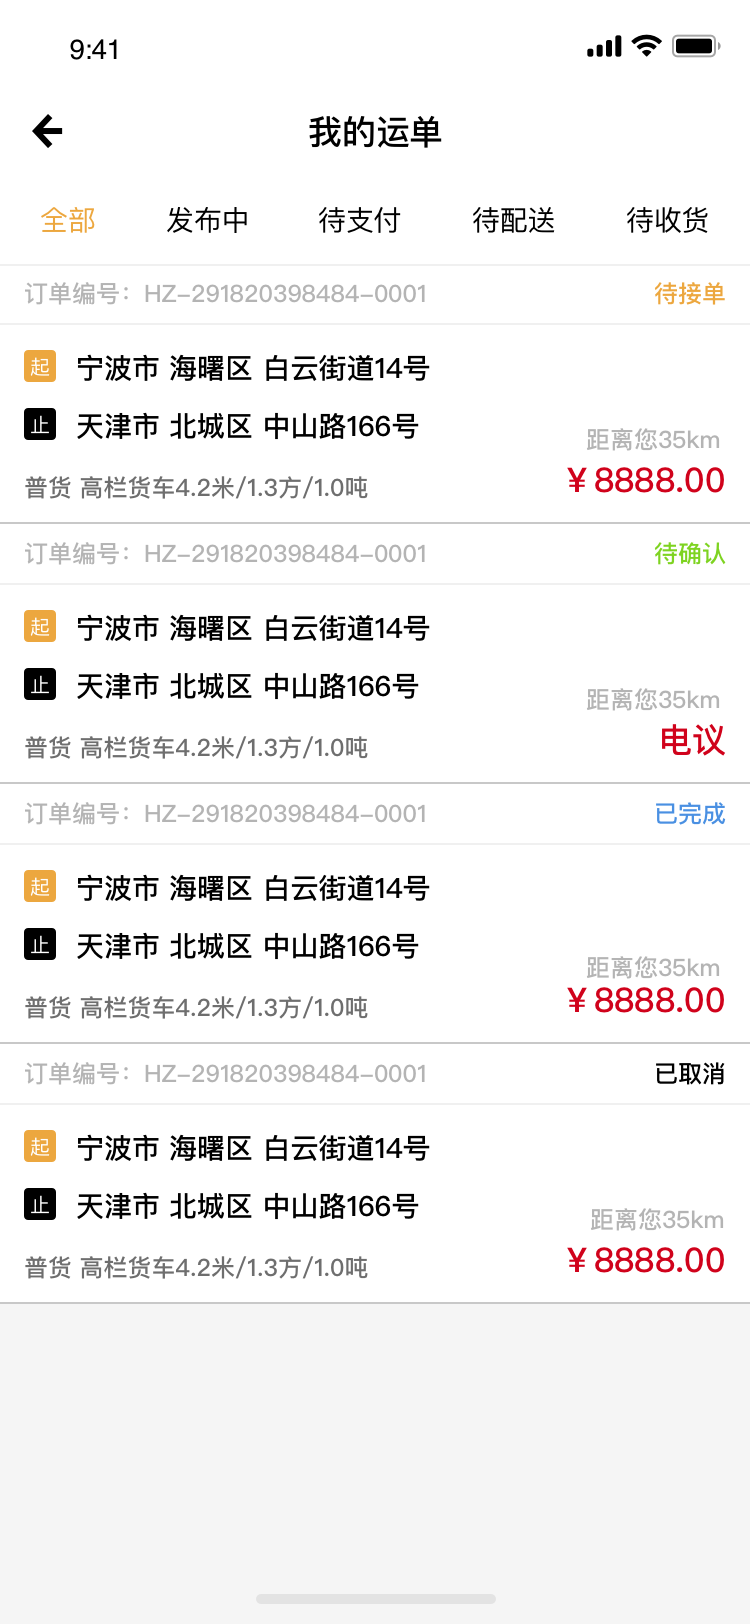 9:41
我的运单
全部 发布中 待支付 待配送 待收货
订单编号：HZ-291820398484-0001 待接单
起 宁波市 海曙区 白云街道14号
止 天津市 北城区 中山路166号
距离您35km
普货 高栏货车4.2米/1.3方/1.0吨 ¥8888.00
订单编号：HZ-291820398484-0001 待确认
起 宁波市 海曙区 白云街道14号
止 天津市 北城区 中山路166号
距离您35km
普货 高栏货车4.2米/1.3方/1.0吨 电议
订单编号：HZ-291820398484-0001 已完成
起 宁波市 海曙区 白云街道14号
止 天津市 北城区 中山路166号
距离您35km
普货 高栏货车4.2米/1.3方/1.0吨 ¥8888.00
订单编号：HZ-291820398484-0001 已取消
起 宁波市 海曙区 白云街道14号
止 天津市 北城区 中山路166号
距离您35km
普货 高栏货车4.2米/1.3方/1.0吨 ¥8888.00